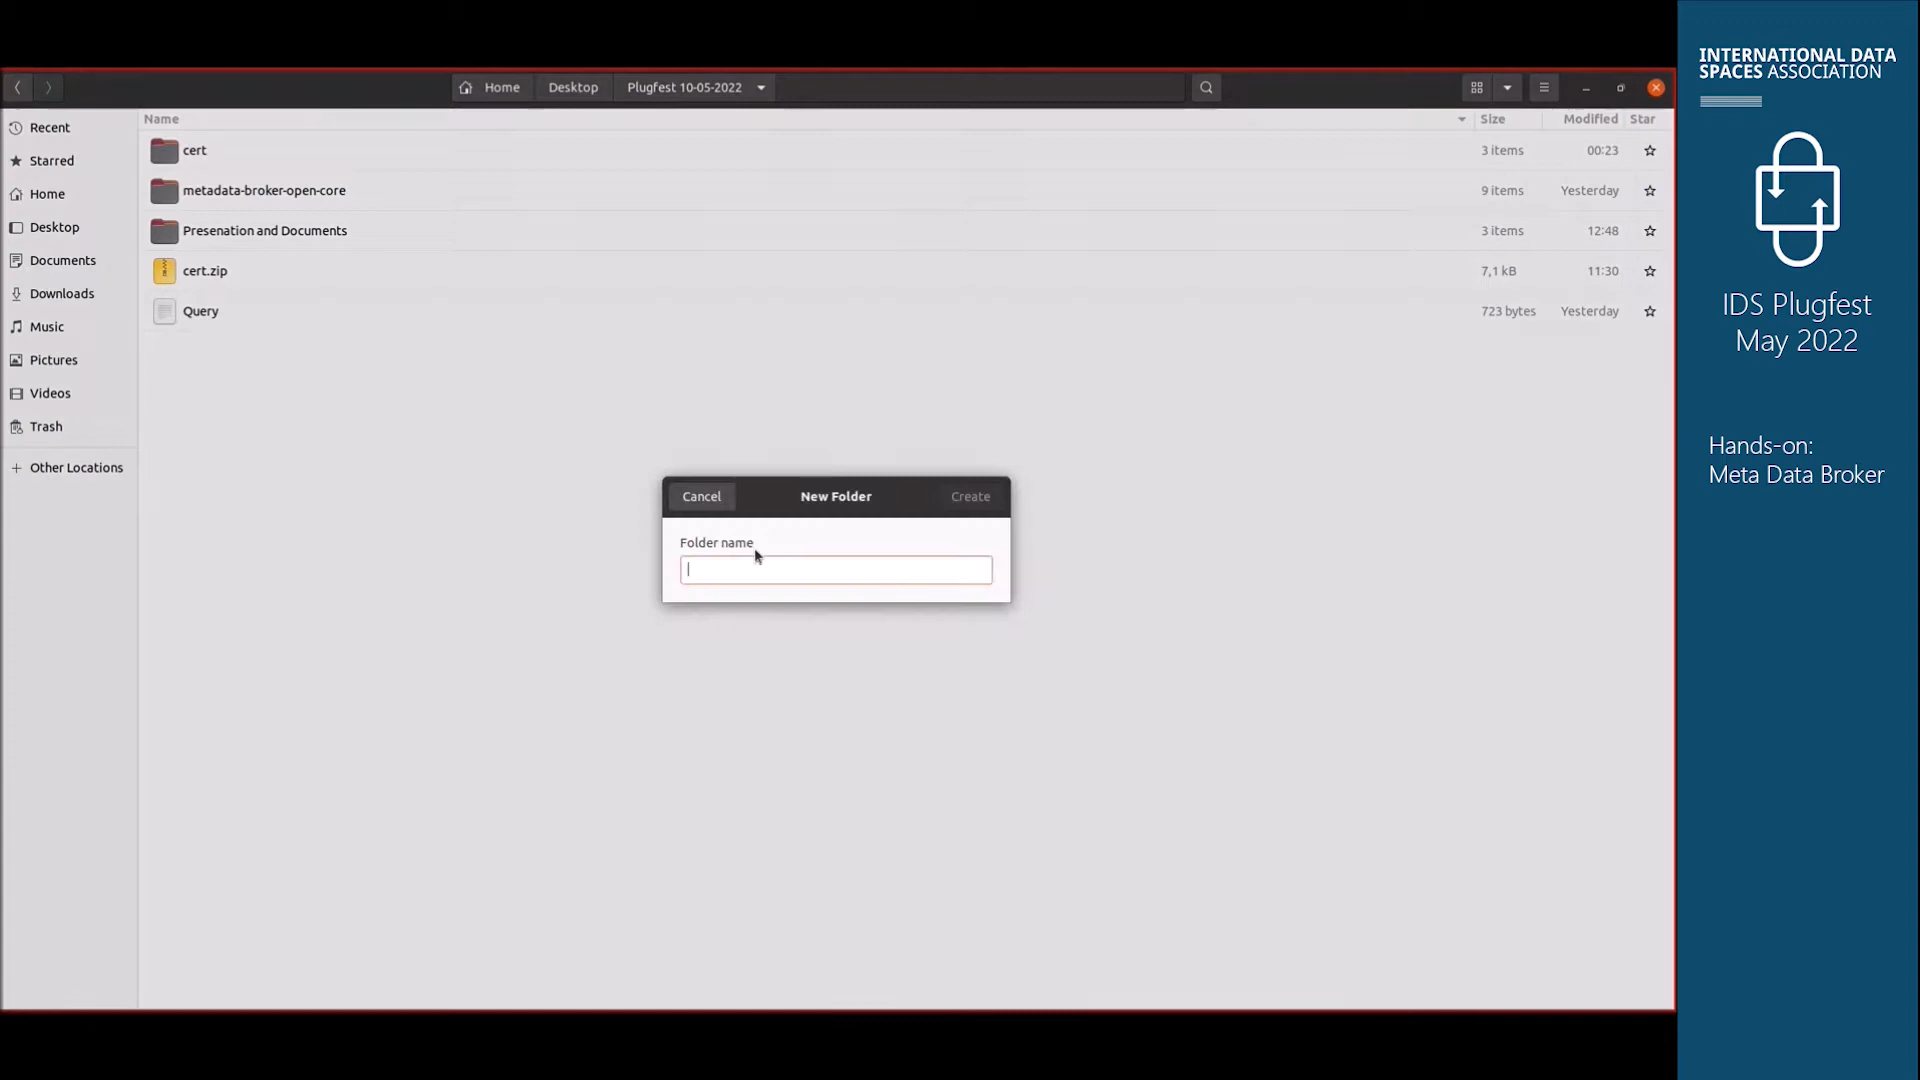 Home
Desktop
Plugfest 10-05-2022
Recent
Starred
Home
Desktop
Documents
Downloads
Music
Pictures
Videos
Trash
Other Locations
Name Size Modified Star
cert 3 items 00:23
metadata-broker-open-core 9 items Yesterday
Presenation and Documents 3 items 12:48
cert.zip 7,1 kB 11:30
Query 723 bytes Yesterday
Cancel New Folder Create
Folder name
INTERNATIONAL DATA
SPACES ASSOCIATION
IDS Plugfest
May 2022
Hands-on:
Meta Data Broker